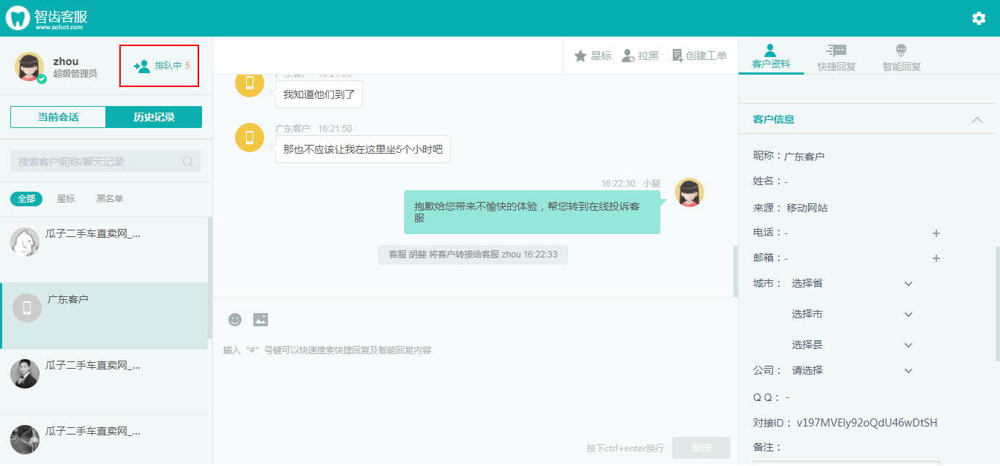 智齿客服
www.sobot.com
zhou
超级管理员
排队中 5
当前会话
历史记录
搜索客户昵称/聊天记录
全部
星标
黑名单
瓜子二手车直卖网_...
广东客户
瓜子二手车直卖网_...
瓜子二手车直卖网_...
星标
拉黑
创建工单
我知道他们到了
广东客户 16:21:50
那也不应该让我在这里坐5个小时吧
16:22:30 小斐
抱歉给您带来不愉快的体验，帮您转到在线投诉客
服
客服 胡斐 将客户转接给客服 zhou 16:22:33
输入“#”号键可以快速搜索快捷回复及智能回复内容
按下ctrl+enter换行
发送
客户资料
快捷回复
智能回复
客户信息
昵称：广东客户
姓名：-
来源： 移动网站
电话：-
邮箱：-
城市： 选择省
选择市
选择县
公司： 请选择
Q Q： -
对接ID： v197MVEiy92oQdU46wDtSH
备注：